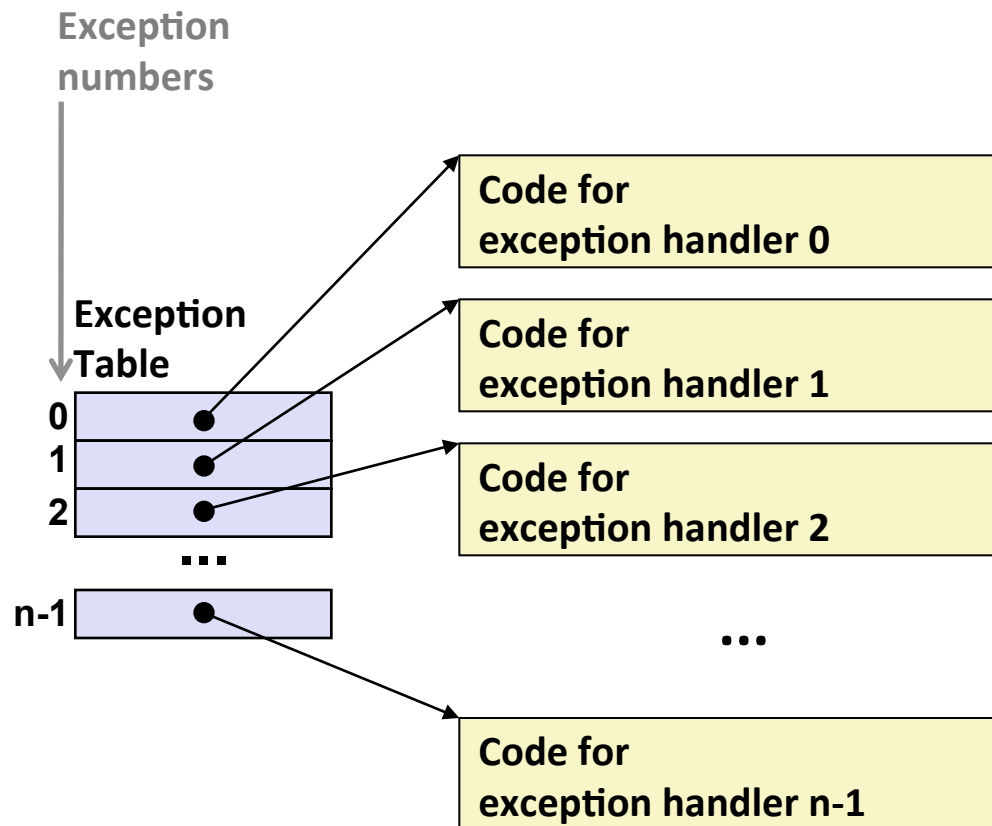 Exception
numbers
Code for
exception handler 0
Exception
Table
Code for
exception handler 1
0
1
2
Code for
exception handler 2
...
n-1
...
Code for
exception handler n-1